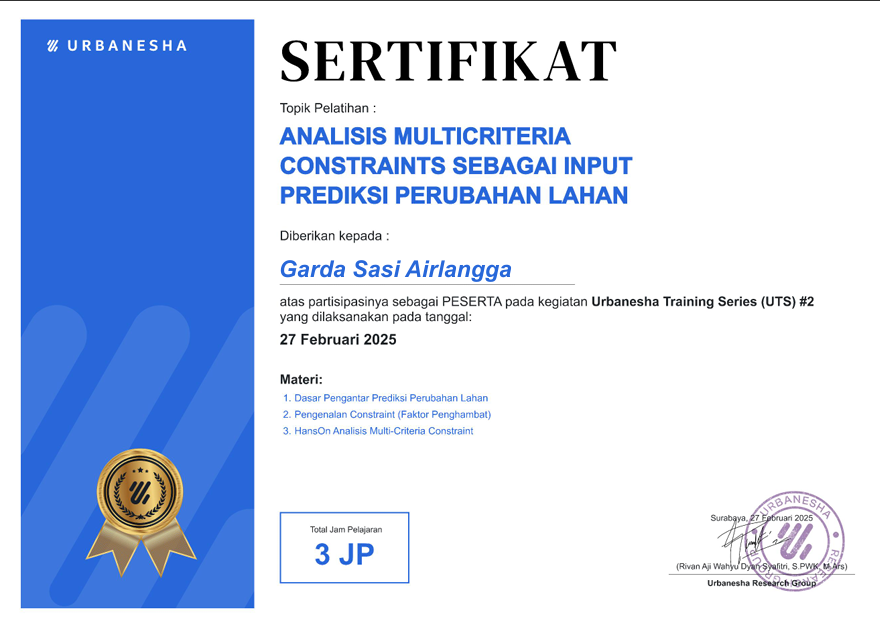 URBANESHA
SERTIFIKAT
Topik Pelatihan :
ANALISIS MULTICRITERIA
CONSTRAINTS SEBAGAI INPUT
PREDIKSI PERUBAHAN LAHAN
Diberikan kepada :
Garda Sasi Airlangga
atas partisipasinya sebagai PESERTA pada kegiatan Urbanesha Training Series (UTS) #2
yang dilaksanakan pada tanggal:
27 Februari 2025
Materi:
1. Dasar Pengantar Prediksi Perubahan Lahan
2. Pengenalan Constraint (Faktor Penghambat)
3. HansOn Analisis Multi-Criteria Constraint
Total Jam Pelajaran
3 JP
Surabaya, 27 Februari 2025
URBANESHA
RESEARCH GROUP
(Rivan Aji Wahyu Dyan Syafitri, S.PWK, M.Ars)
Urbanesha Research Group